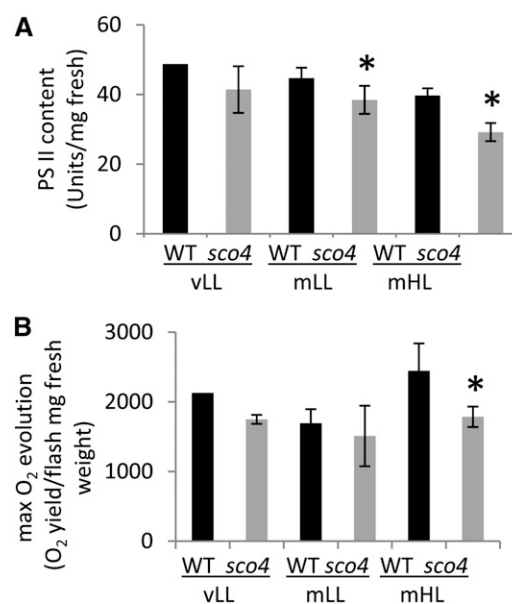 A
PS II content
(Units/mg fresh)
60
40
20
0
*
*
WT sco4 WT sco4 WT sco4
vLL mLL mHL
B
max O₂ evolution
(O₂ yield/flash mg fresh
weight)
3000
2000
1000
0
*
WT sco4 WT sco4 WT sco4
vLL mLL mHL